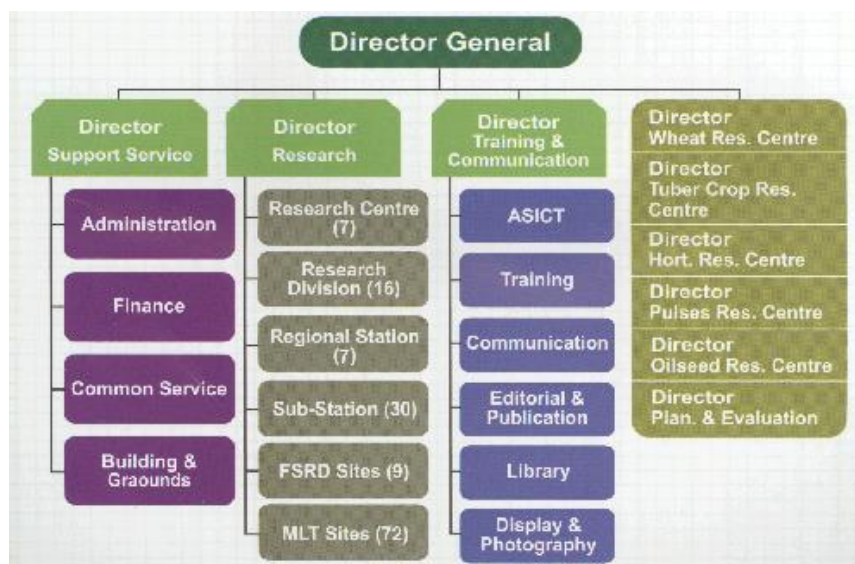 Director General
Director
Support Service
Administration
Finance
Common Service
Building &
Graounds
Director
Research
Research Centre
(7)
Research
Division (16)
Regional Station
(7)
Sub-Station (30)
FSRD Sites (9)
MLT Sites (72)
Director
Training &
Communication
ASICT
Training
Communication
Editorial &
Publication
Library
Display &
Photography
Director
Wheat Res. Centre
Director
Tuber Crop Res.
Centre
Director
Hort. Res. Centre
Director
Pulses Res. Centre
Director
Oilseed Res. Centre
Director
Plan. & Evaluation